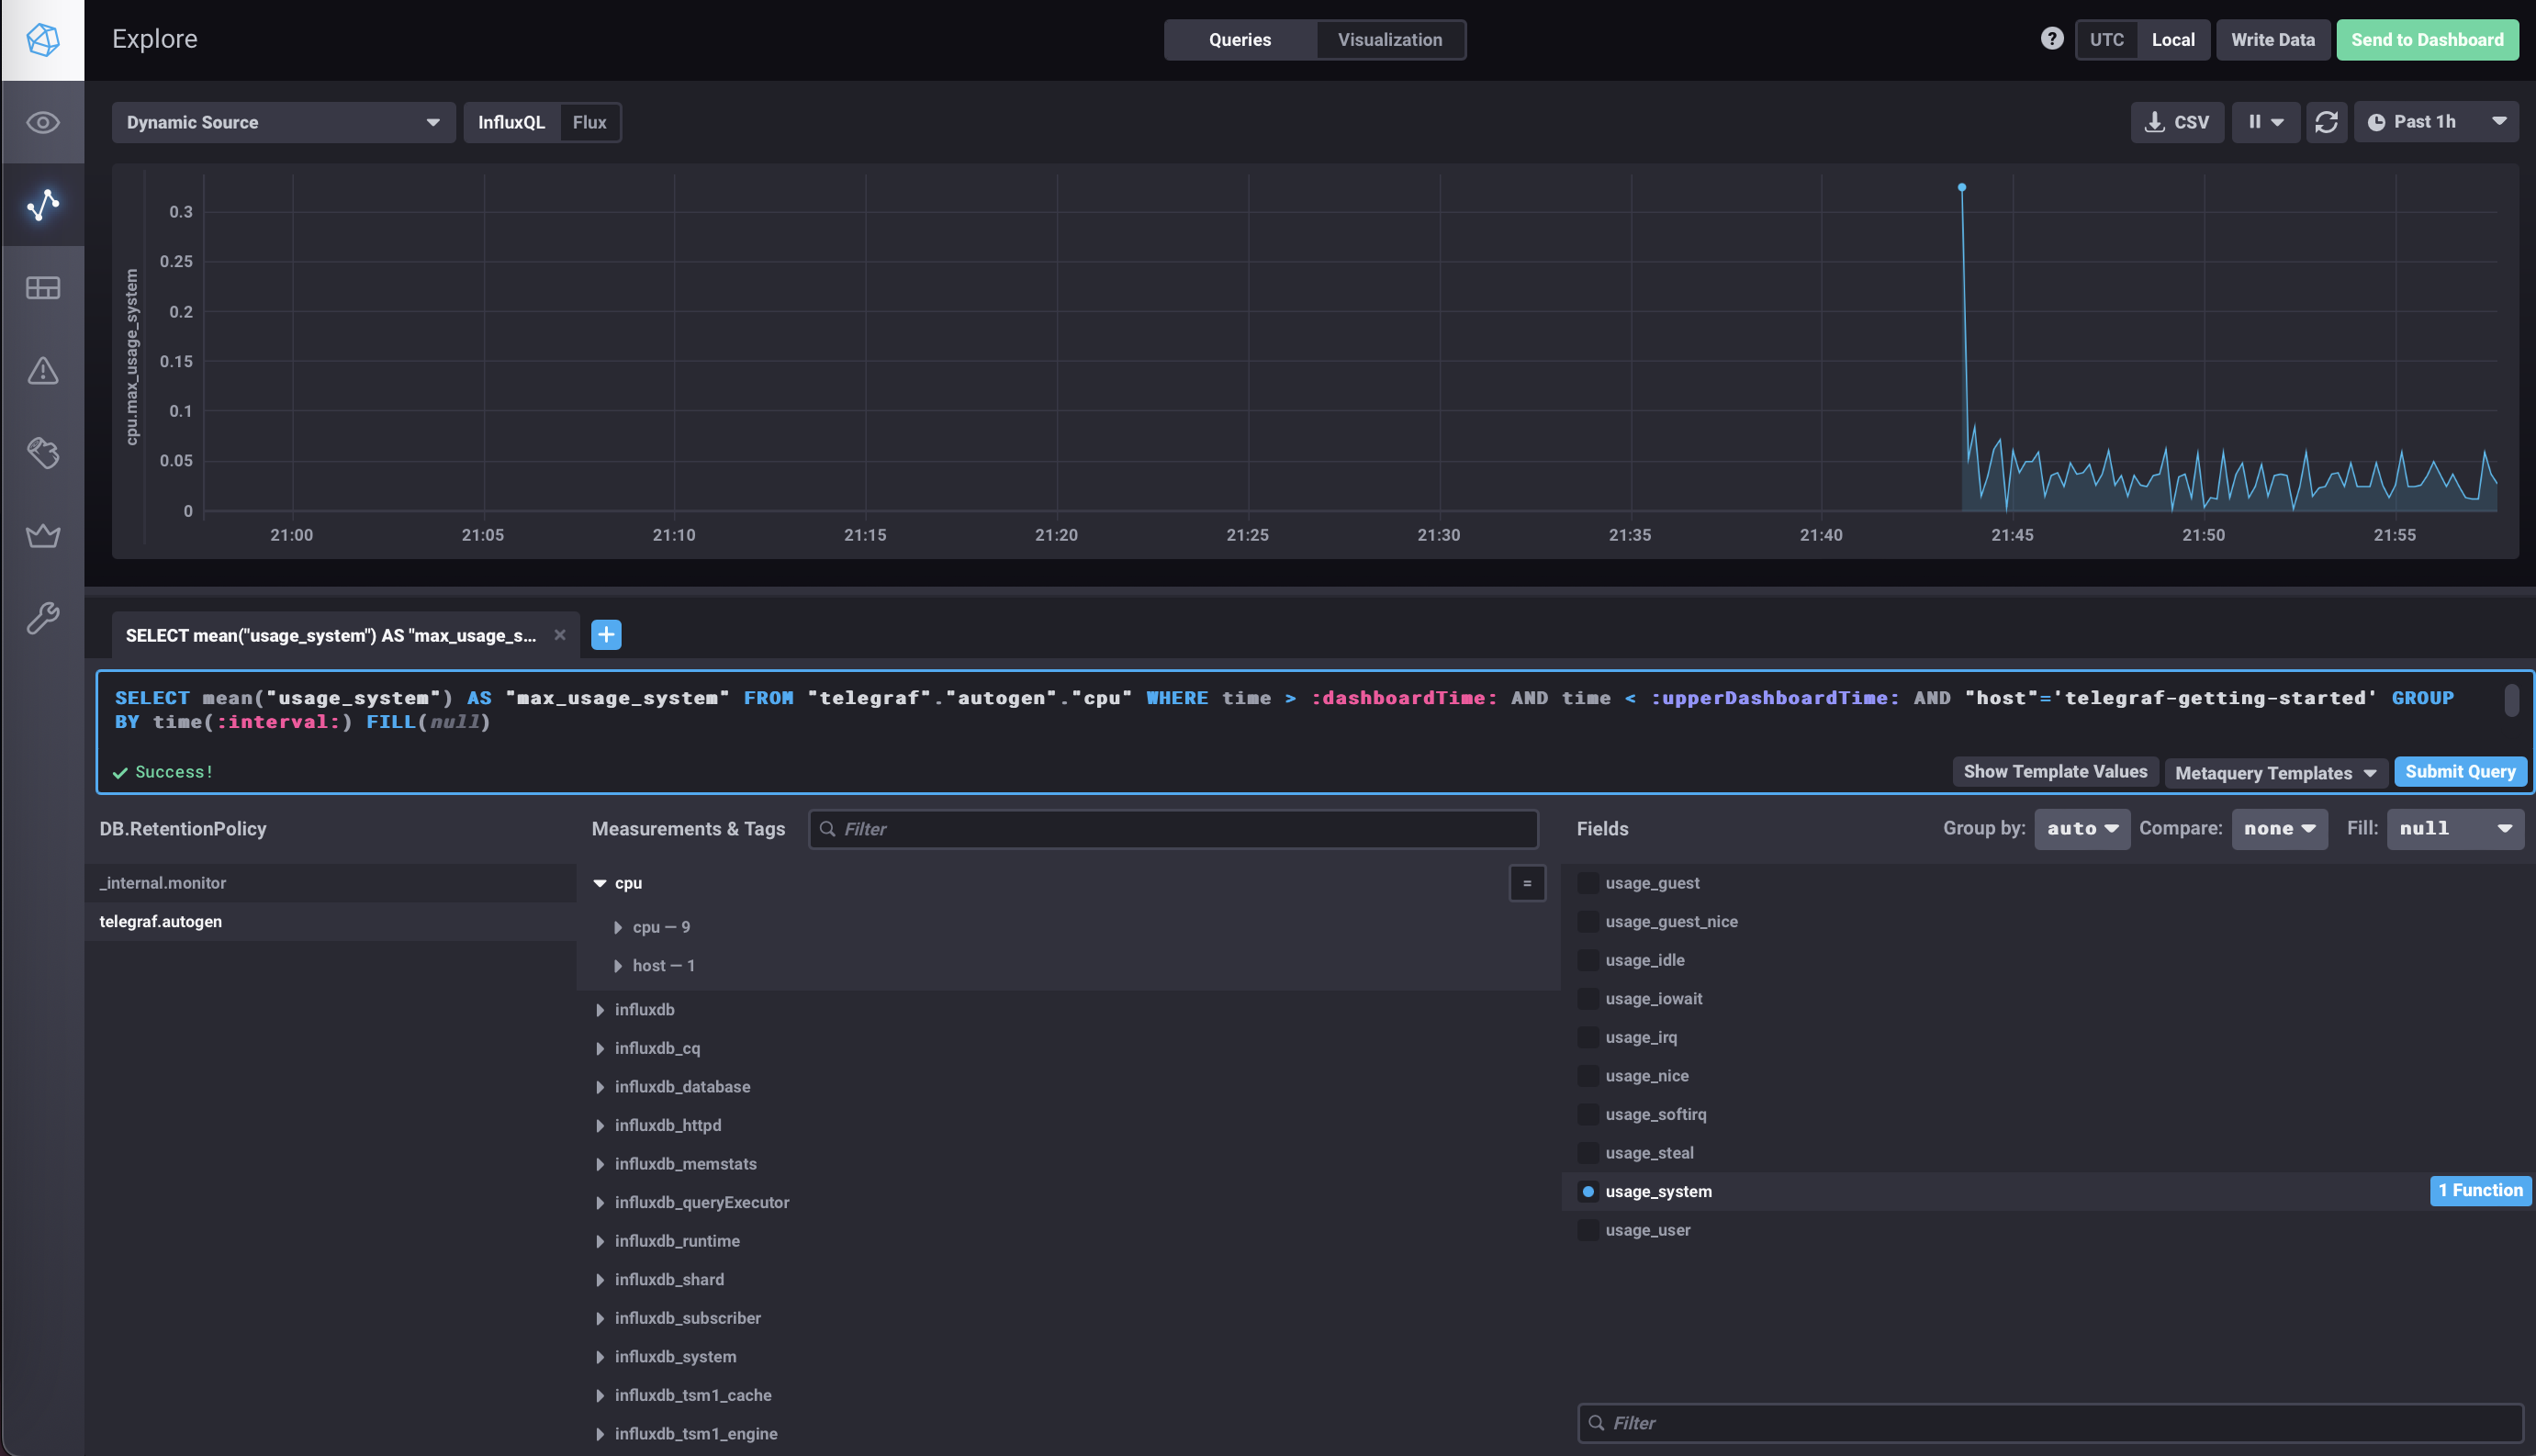 Explore
Queries
Visualization
?
UTC
Local
Write Data
Send to Dashboard
Dynamic Source
InfluxQL
Flux
CSV
Past 1h
cpu.max_usage_system
0.3
0.25
0.2
0.15
0.1
0.05
0
21:00
21:05
21:10
21:15
21:20
21:25
21:30
21:35
21:40
21:45
21:50
21:55
SELECT mean("usage_system") AS "max_usage_s...
SELECT mean("usage_system") AS "max_usage_system" FROM "telegraf"."autogen"."cpu" WHERE time > :dashboardTime: AND time < :upperDashboardTime: AND "host"='telegraf-getting-started' GROUP
BY time(:interval:) FILL(null)
Success!
Show Template Values
Metaquery Templates
Submit Query
DB.RetentionPolicy
_internal.monitor
telegraf.autogen
Measurements & Tags
Filter
cpu
=
cpu — 9
host — 1
influxdb
influxdb_cq
influxdb_database
influxdb_httpd
influxdb_memstats
influxdb_queryExecutor
influxdb_runtime
influxdb_shard
influxdb_subscriber
influxdb_system
influxdb_tsm1_cache
influxdb_tsm1_engine
Fields
Group by:
auto
Compare:
none
Fill:
null
usage_guest
usage_guest_nice
usage_idle
usage_iowait
usage_irq
usage_nice
usage_softirq
usage_steal
usage_system
1 Function
usage_user
Filter